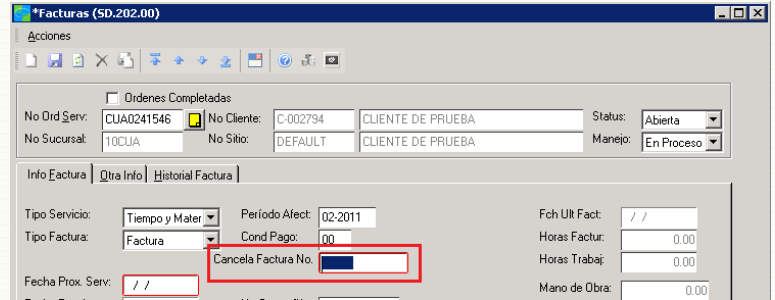 *Facturas (SD.202.00)
Acciones
Ordenes Completadas
No Ord Serv: CUA0241546 No Cliente: C-002794 CLIENTE DE PRUEBA Status: Abierta
No Sucursal: 10CUA No Sitio: DEFAULT CLIENTE DE PRUEBA Manejo: En Proceso
Info Factura Otra Info Historial Factura
Tipo Servicio: Tiempo y Mater Período Afect: 02-2011 Fch Ult Fact: / /
Tipo Factura: Factura Cond Pago: 00 Horas Factur: 0.00
Cancela Factura No. Horas Trabaj: 0.00
Fecha Prox. Serv: / / Mano de Obra: 0.00